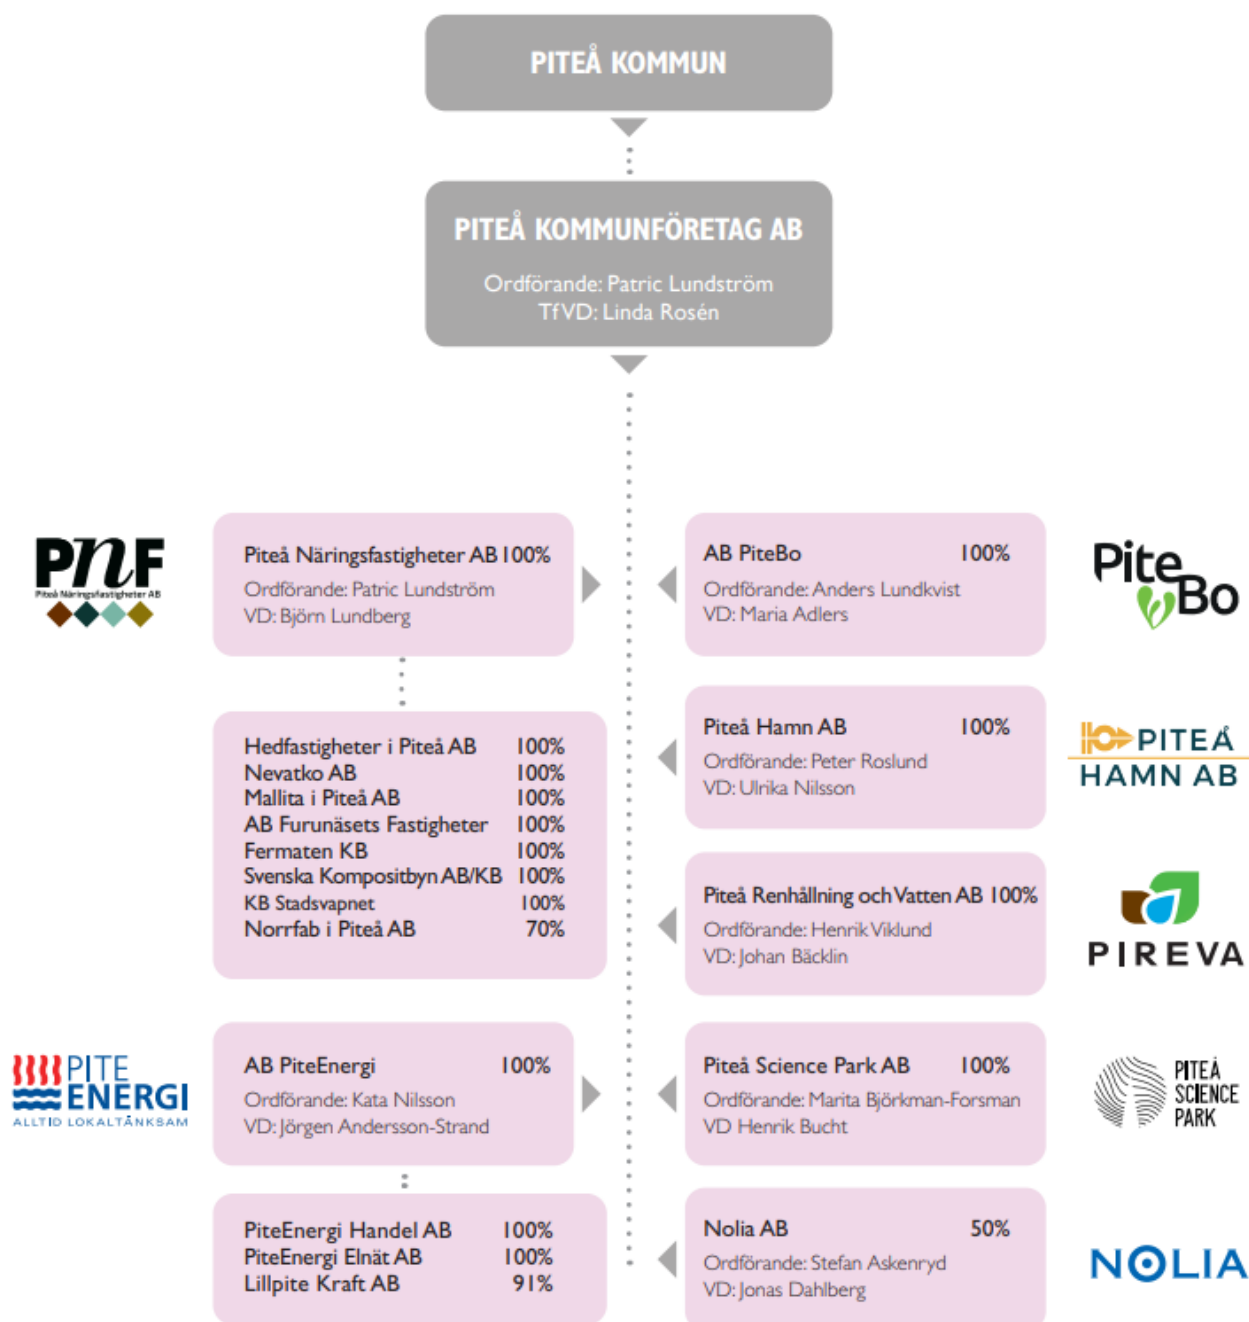 PITEÅ KOMMUN
PITEÅ KOMMUNFÖRETAG AB
Ordförande: Patric Lundström
Tf VD: Linda Rosén
PnF
Piteå Näringsfastigheter AB
Piteå Näringsfastigheter AB 100%
Ordförande: Patric Lundström
VD: Björn Lundberg
Hedfastigheter i Piteå AB 100%
Nevatko AB 100%
Mallita i Piteå AB 100%
AB Furunäsets Fastigheter 100%
Fermaten KB 100%
Svenska Kompositbyn AB/KB 100%
KB Stadsvapnet 100%
Norrfab i Piteå AB 70%
PITE
ENERGI
ALLTID LOKALTÄNKSAM
AB PiteEnergi 100%
Ordförande: Kata Nilsson
VD: Jörgen Andersson-Strand
PiteEnergi Handel AB 100%
PiteEnergi Elnät AB 100%
Lillpite Kraft AB 91%
AB PiteBo 100%
Ordförande: Anders Lundkvist
VD: Maria Adlers
Pite
Bo
Piteå Hamn AB 100%
Ordförande: Peter Roslund
VD: Ulrika Nilsson
PITEÅ
HAMN AB
Piteå Renhållning och Vatten AB 100%
Ordförande: Henrik Viklund
VD: Johan Bäcklin
PIREVA
Piteå Science Park AB 100%
Ordförande: Marita Björkman-Forsman
VD Henrik Bucht
PITEÅ
SCIENCE
PARK
Nolia AB 50%
Ordförande: Stefan Askenryd
VD: Jonas Dahlberg
NOLIA